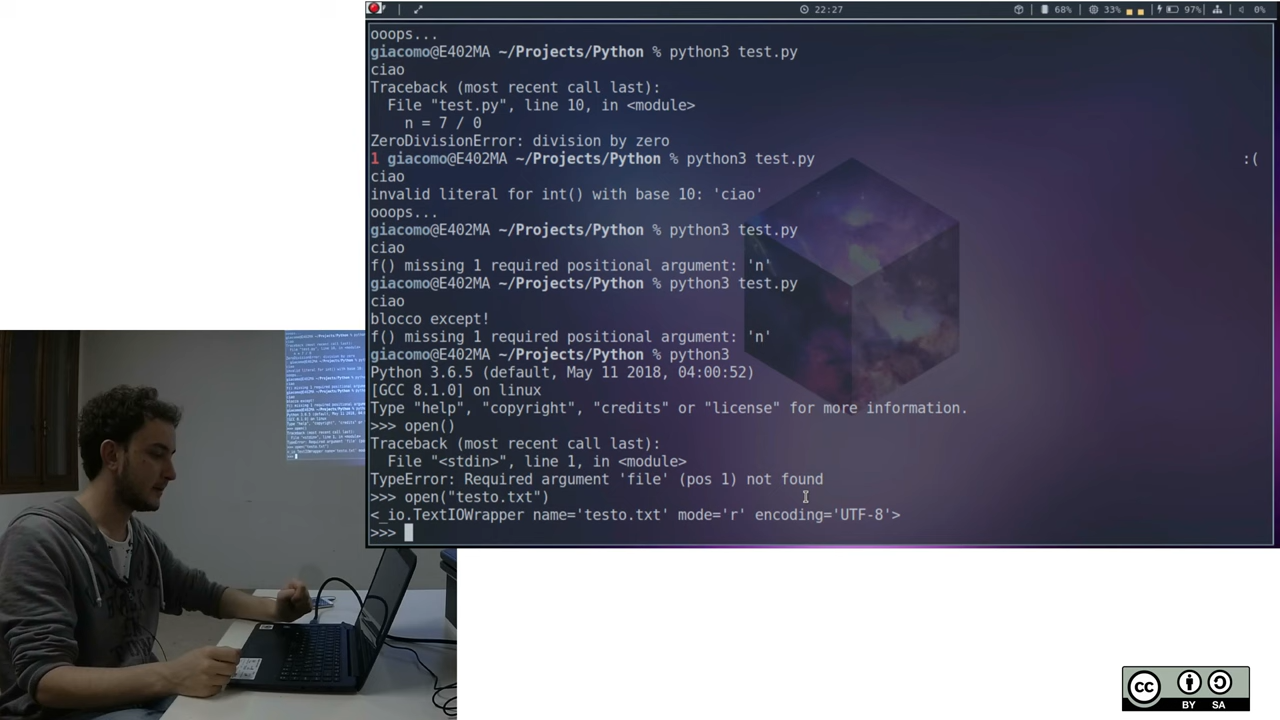 22:27
68%
33%
97%
0%
ooops...
giacomo@E402MA ~/Projects/Python % python3 test.py
ciao
Traceback (most recent call last):
  File "test.py", line 10, in <module>
    n = 7 / 0
ZeroDivisionError: division by zero
1 giacomo@E402MA ~/Projects/Python % python3 test.py :(
ciao
invalid literal for int() with base 10: 'ciao'
ooops...
giacomo@E402MA ~/Projects/Python % python3 test.py
ciao
f() missing 1 required positional argument: 'n'
giacomo@E402MA ~/Projects/Python % python3 test.py
ciao
blocco except!
f() missing 1 required positional argument: 'n'
giacomo@E402MA ~/Projects/Python % python3
Python 3.6.5 (default, May 11 2018, 04:00:52)
[GCC 8.1.0] on linux
Type "help", "copyright", "credits" or "license" for more information.
>>> open()
Traceback (most recent call last):
  File "<stdin>", line 1, in <module>
TypeError: Required argument 'file' (pos 1) not found
>>> open("testo.txt")
<_io.TextIOWrapper name='testo.txt' mode='r' encoding='UTF-8'>
>>>
cc
BY SA